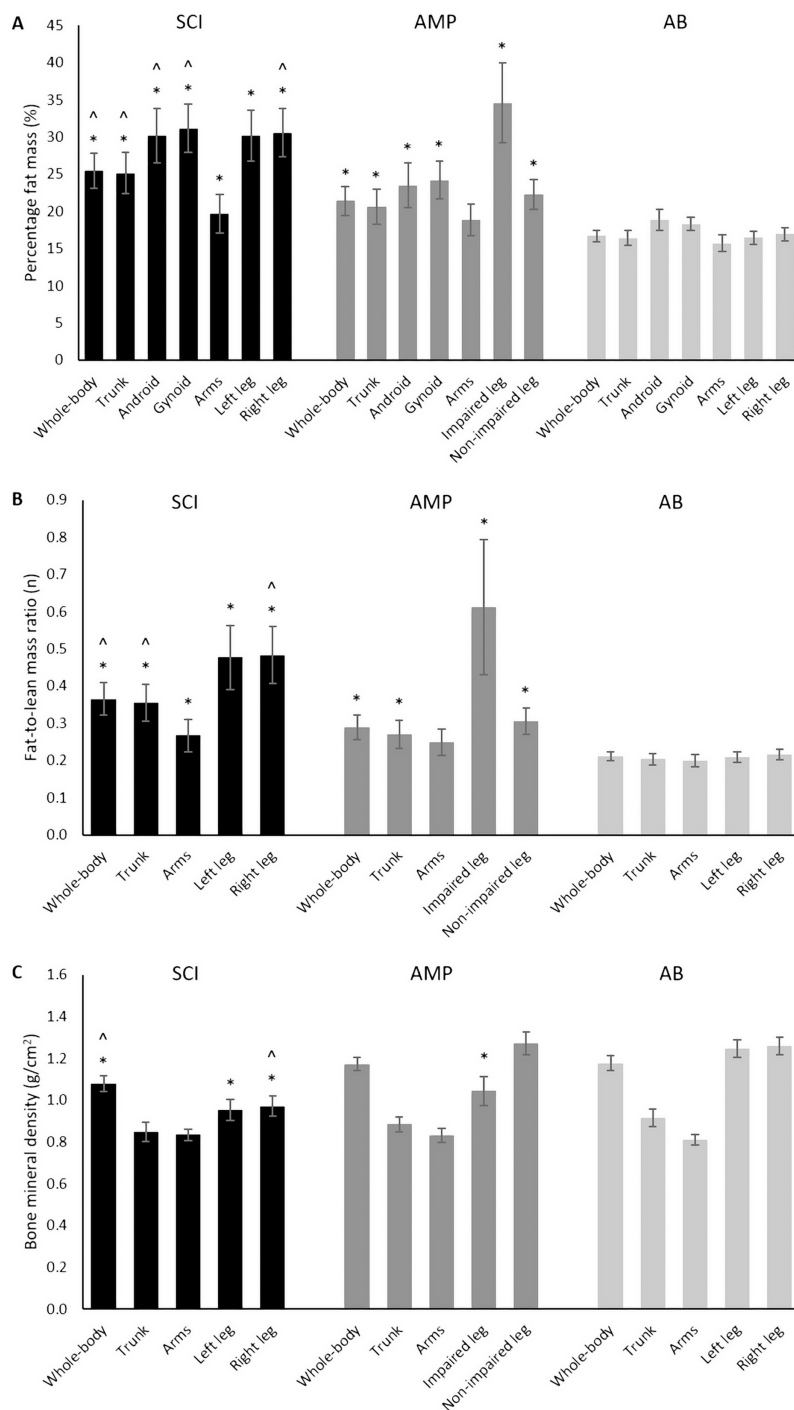 A
SCI AMP AB
Percentage fat mass (%)
45
40
35
30
25
20
15
10
5
0
^ ^ ^ ^ ^
* * * * * * *
* * * * * *
Whole-body Trunk Android Gynoid Arms Left leg Right leg
Whole-body Trunk Android Gynoid Arms Impaired leg Non-impaired leg
Whole-body Trunk Android Gynoid Arms Left leg Right leg
B
SCI AMP AB
Fat-to-lean mass ratio (n)
0.9
0.8
0.7
0.6
0.5
0.4
0.3
0.2
0.1
0.0
^ ^ ^
* * * * *
* * * *
Whole-body Trunk Arms Left leg Right leg
Whole-body Trunk Arms Impaired leg Non-impaired leg
Whole-body Trunk Arms Left leg Right leg
C
SCI AMP AB
Bone mineral density (g/cm²)
1.6
1.4
1.2
1.0
0.8
0.6
0.4
0.2
0.0
^ ^
* * *
*
Whole-body Trunk Arms Left leg Right leg
Whole-body Trunk Arms Impaired leg Non-impaired leg
Whole-body Trunk Arms Left leg Right leg